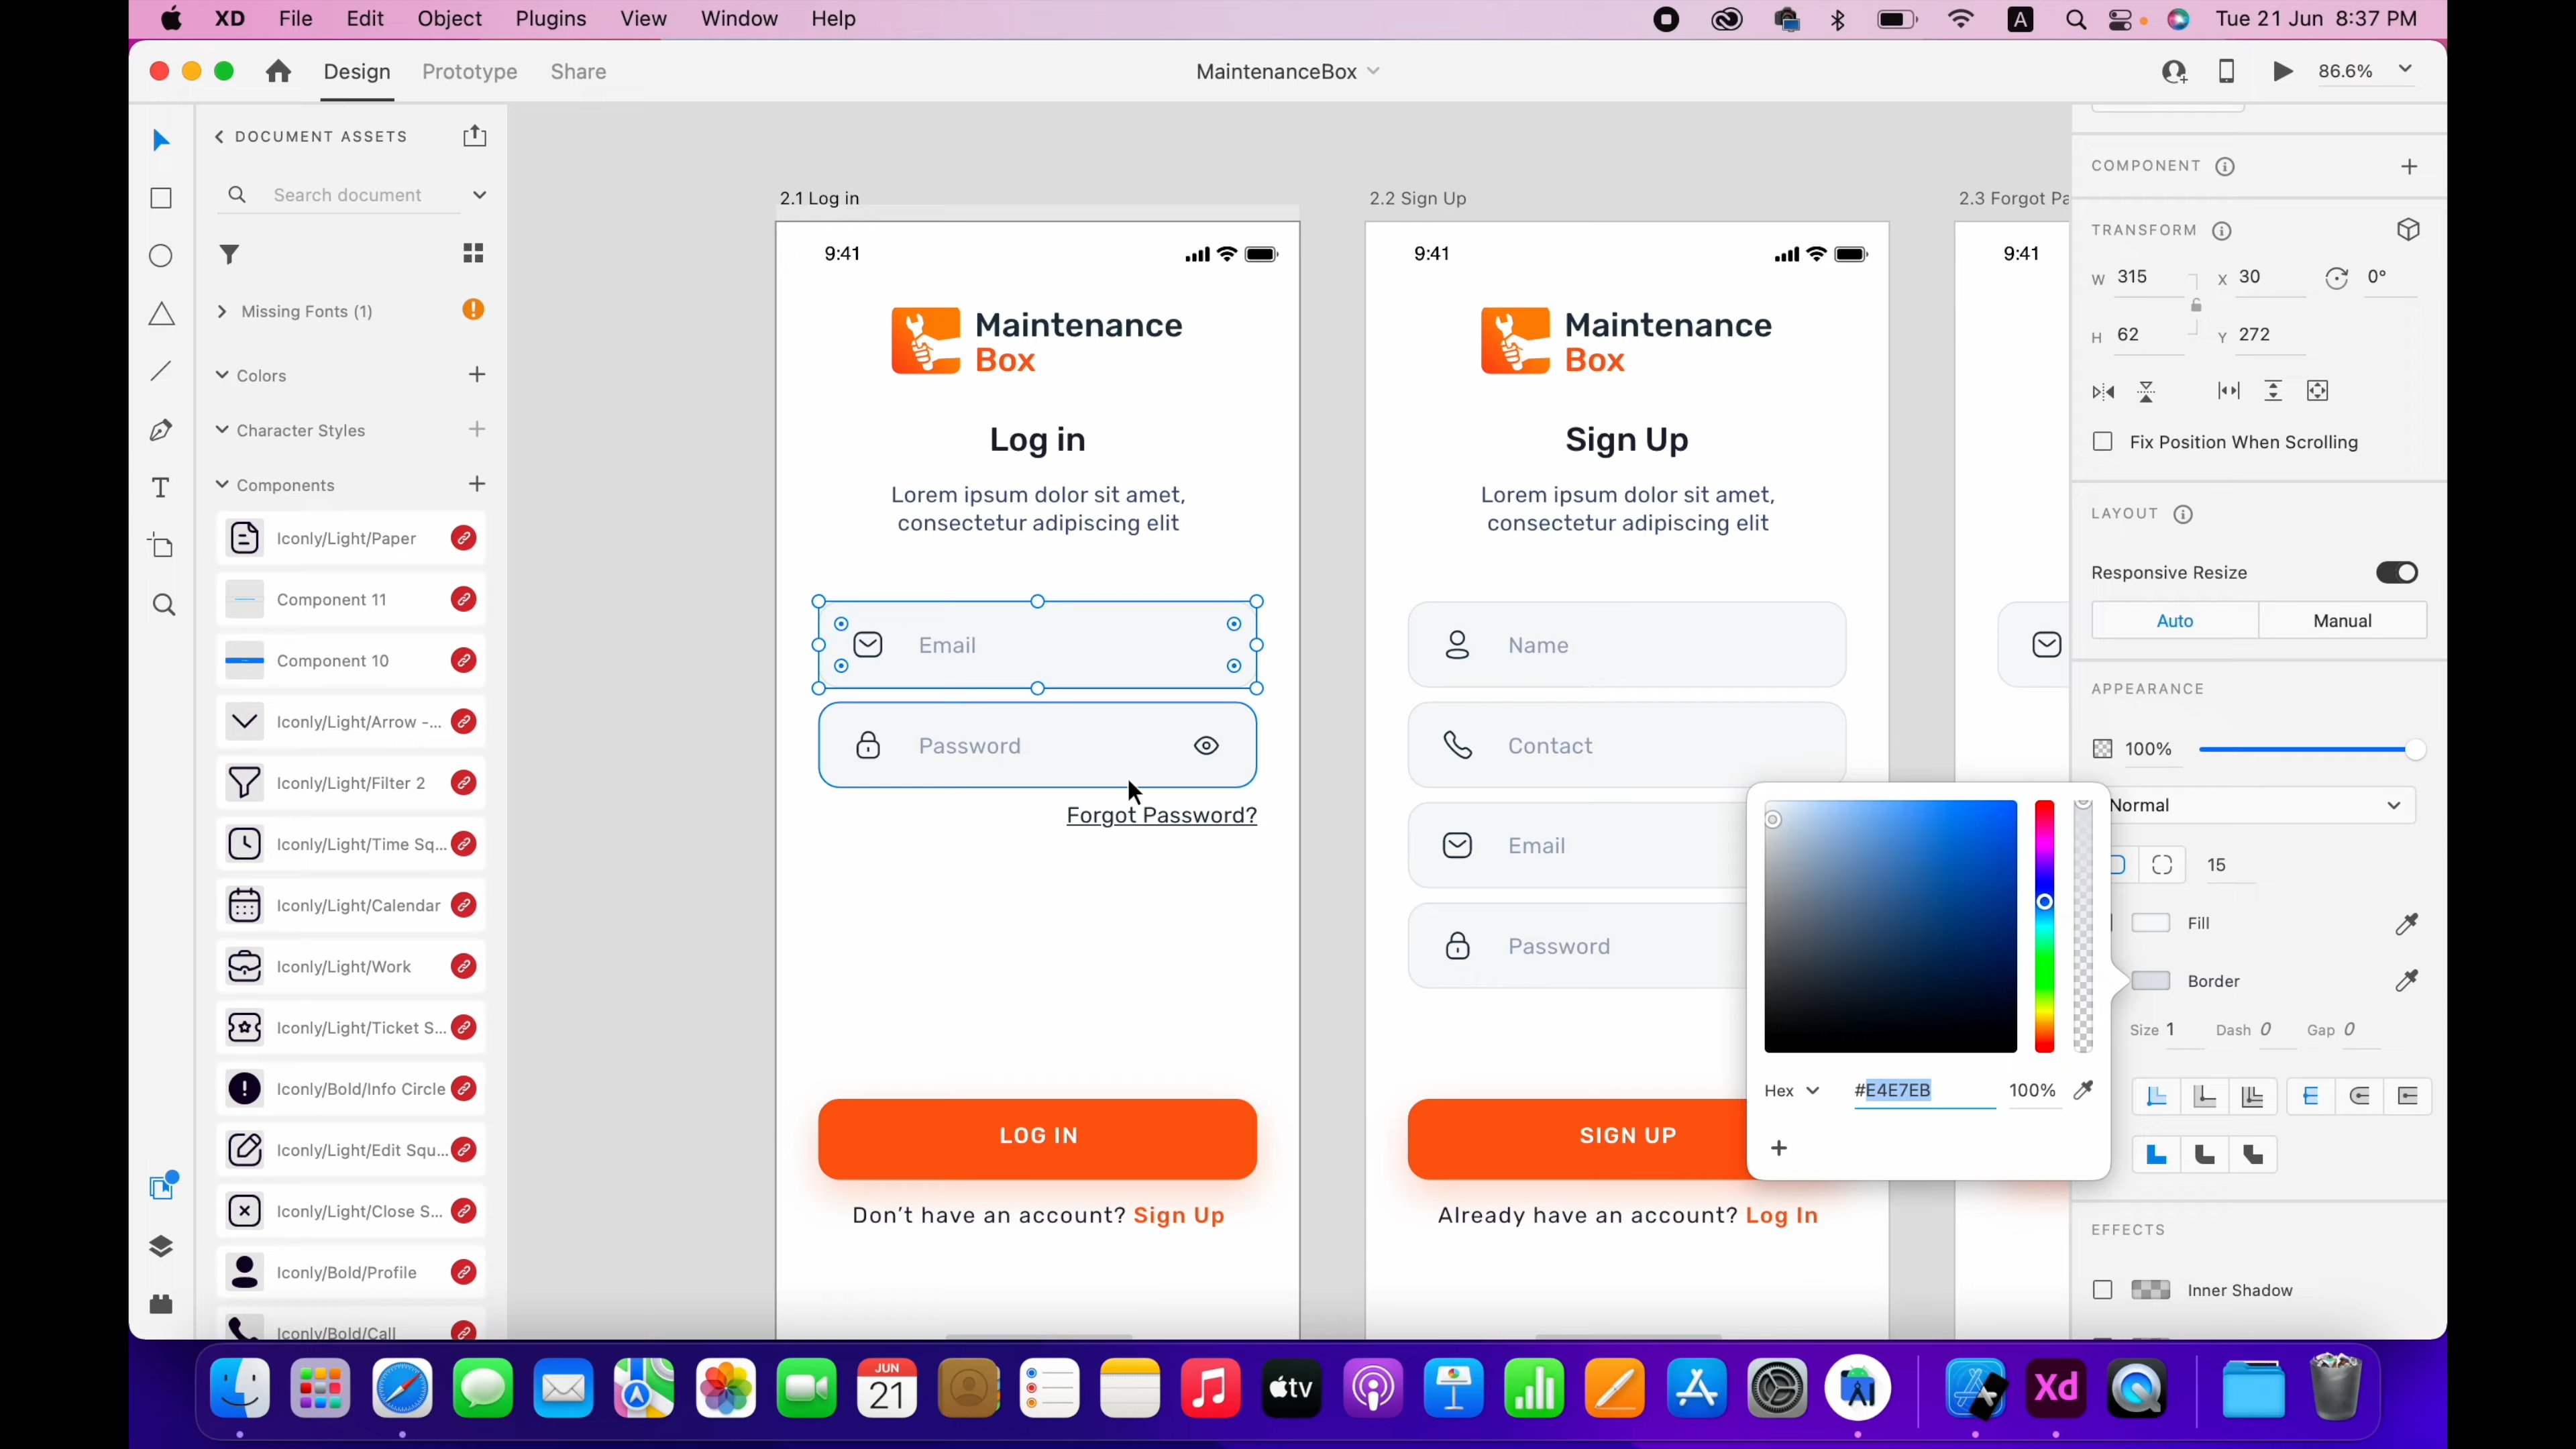 XD File Edit Object Plugins View Window Help
A
Tue 21 Jun 8:37 PM
Design Prototype Share
MaintenanceBox
86.6%
DOCUMENT ASSETS
Search document
Missing Fonts (1)
Colors
Character Styles
Components
Iconly/Light/Paper
Component 11
Component 10
Iconly/Light/Arrow -...
Iconly/Light/Filter 2
Iconly/Light/Time Sq...
Iconly/Light/Calendar
Iconly/Light/Work
Iconly/Light/Ticket S...
Iconly/Bold/Info Circle
Iconly/Light/Edit Squ...
Iconly/Light/Close S...
Iconly/Bold/Profile
Iconly/Bold/Call
2.1 Log in
9:41
Maintenance
Box
Log in
Lorem ipsum dolor sit amet,
consectetur adipiscing elit
Email
Password
Forgot Password?
LOG IN
Don't have an account? Sign Up
2.2 Sign Up
9:41
Maintenance
Box
Sign Up
Lorem ipsum dolor sit amet,
consectetur adipiscing elit
Name
Contact
Email
Password
SIGN UP
Already have an account? Log In
2.3 Forgot Pa
9:41
Hex #E4E7EB 100%
COMPONENT
TRANSFORM
W 315 X 30 0°
H 62 Y 272
Fix Position When Scrolling
LAYOUT
Responsive Resize
Auto Manual
APPEARANCE
100%
Normal
15
Fill
Border
Size 1 Dash 0 Gap 0
EFFECTS
Inner Shadow
JUN
21
tv
Xd